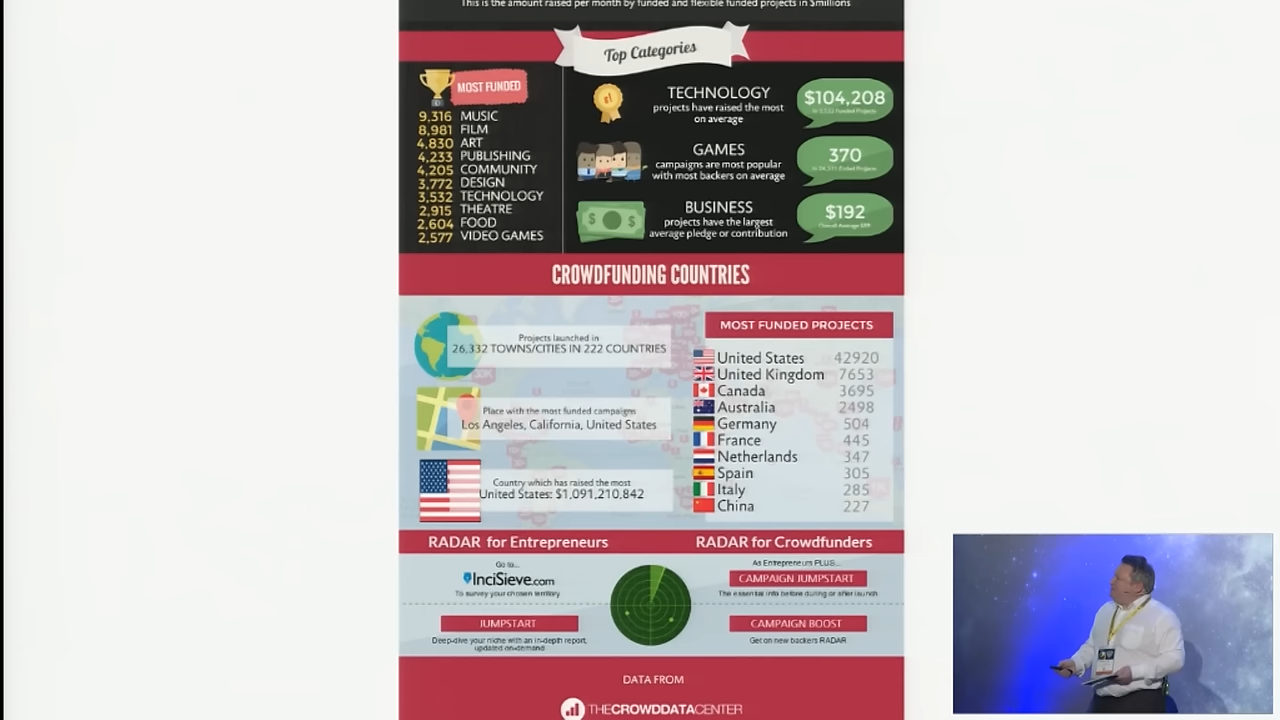 This is the amount raised per month by funded and flexible funded projects in $millions
Top Categories
MOST FUNDED
9,316 MUSIC
8,981 FILM
4,830 ART
4,233 PUBLISHING
4,205 COMMUNITY
3,772 DESIGN
3,532 TECHNOLOGY
2,915 THEATRE
2,604 FOOD
2,577 VIDEO GAMES
TECHNOLOGY
projects have raised the most
on average
$104,208
GAMES
campaigns are most popular
with most backers on average
370
BUSINESS
projects have the largest
average pledge or contribution
$192
CROWDFUNDING COUNTRIES
Projects launched in
26,332 TOWNS/CITIES IN 222 COUNTRIES
Place with the most funded campaigns
Los Angeles, California, United States
Country which has raised the most
United States: $1,091,210,842
MOST FUNDED PROJECTS
United States 42920
United Kingdom 7653
Canada 3695
Australia 2498
Germany 504
France 445
Netherlands 347
Spain 305
Italy 285
China 227
RADAR for Entrepreneurs
Go to...
InciSieve.com
To survey your chosen territory
JUMPSTART
Deep-dive your niche with an in-depth report,
updated on-demand
RADAR for Crowdfunders
As Entrepreneurs PLUS...
CAMPAIGN JUMPSTART
The essential info before during or after launch
CAMPAIGN BOOST
Get on new backers RADAR
DATA FROM
THECROWDDATACENTER